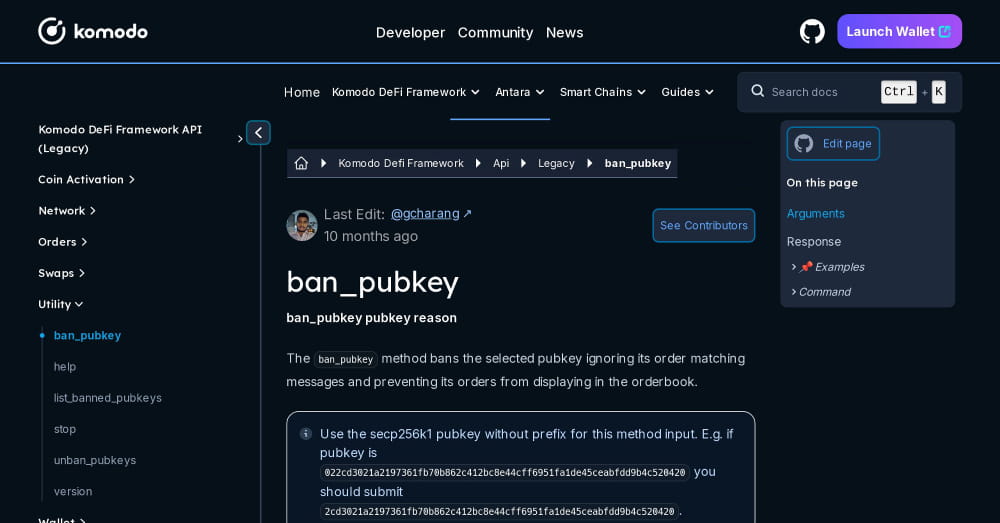 komodo
Developer Community News
Launch Wallet
Home Komodo DeFi Framework Antara Smart Chains Guides
Search docs Ctrl + K
Komodo DeFi Framework API
(Legacy)
Coin Activation
Network
Orders
Swaps
Utility
ban_pubkey
help
list_banned_pubkeys
stop
unban_pubkeys
version
Wallet
Komodo Defi Framework Api Legacy ban_pubkey
Last Edit: @gcharang ↗
10 months ago
See Contributors
ban_pubkey
ban_pubkey pubkey reason
The ban_pubkey method bans the selected pubkey ignoring its order matching
messages and preventing its orders from displaying in the orderbook.
Use the secp256k1 pubkey without prefix for this method input. E.g. if
pubkey is
022cd3021a2197361fb70b862c412bc8e44cff6951fa1de45ceabfdd9b4c520420 you
should submit
2cd3021a2197361fb70b862c412bc8e44cff6951fa1de45ceabfdd9b4c520420.
Edit page
On this page
Arguments
Response
📌 Examples
Command